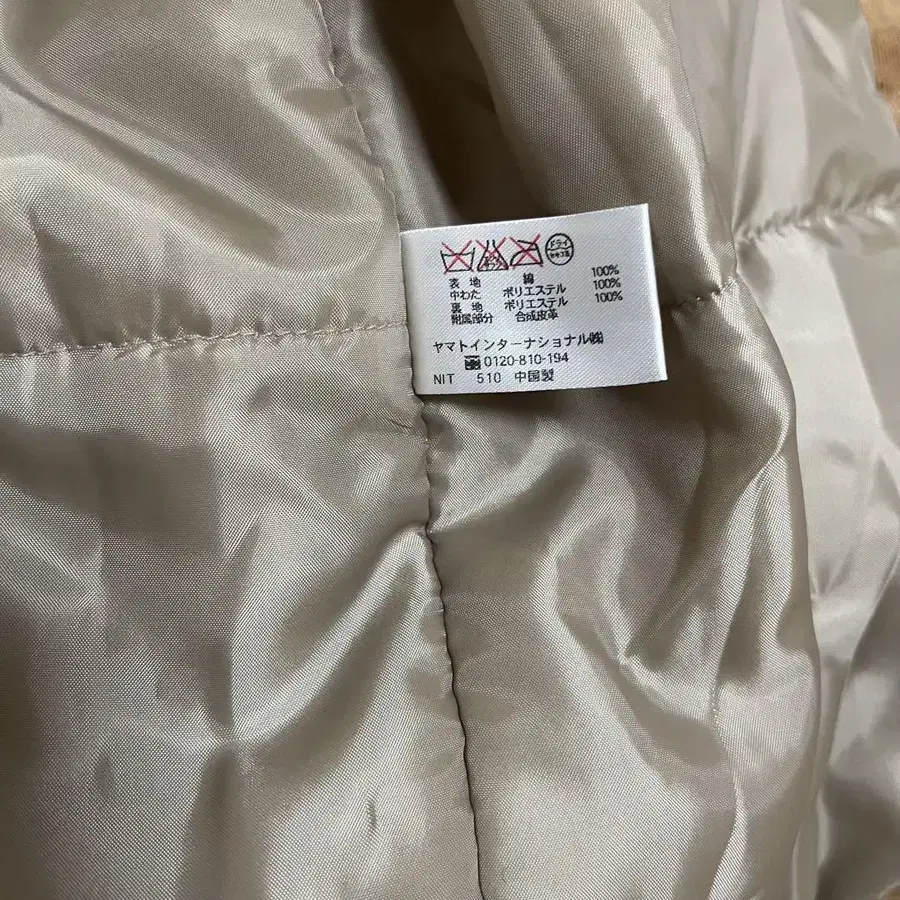 ドライ
表 地 綿 100%
中わた ポリエステル 100%
裏 地 ポリエステル 100%
附属部分 合成皮革
ヤマトインターナショナル㈱
0120-810-194
NIT 510 中国製